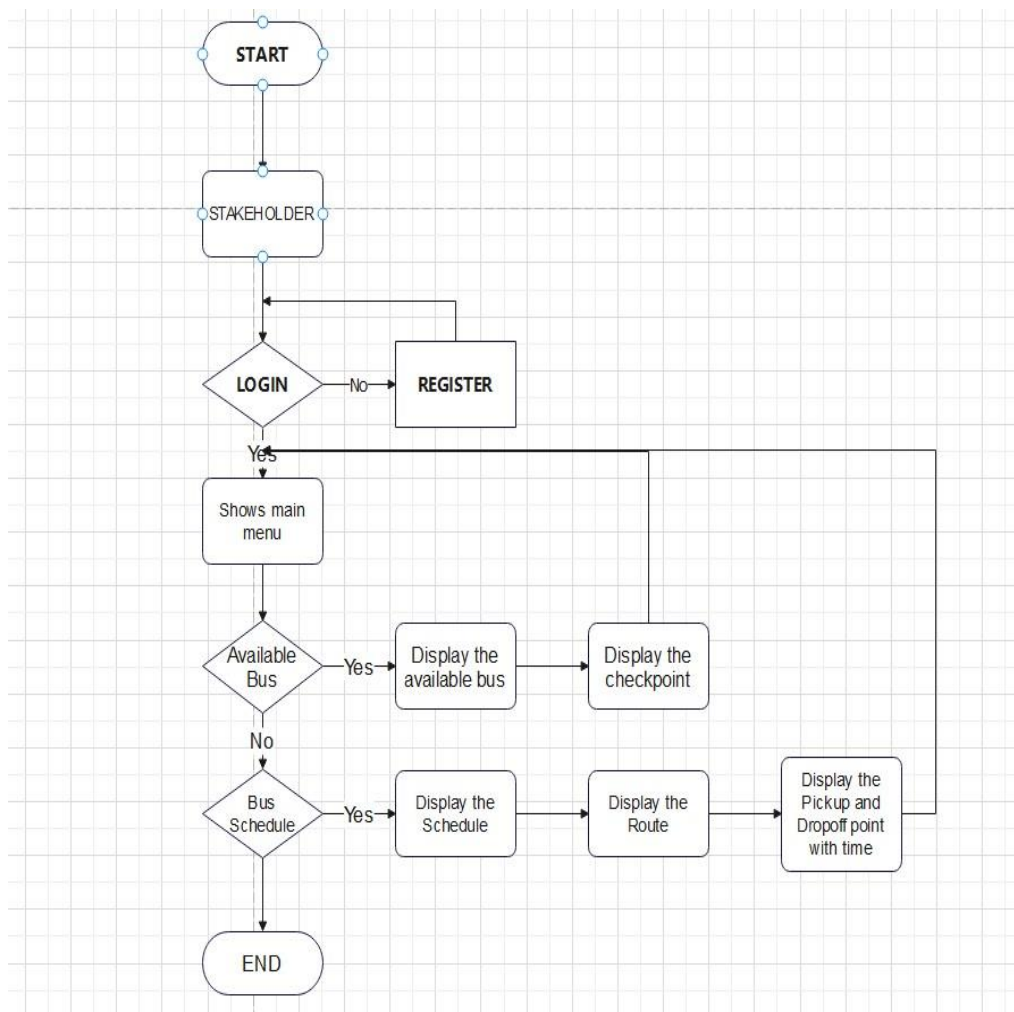 START
STAKEHOLDER
LOGIN
No
REGISTER
Yes
Shows main
menu
Available
Bus
Yes
Display the
available bus
Display the
checkpoint
No
Bus
Schedule
Yes
Display the
Schedule
Display the
Route
Display the
Pickup and
Dropoff point
with time
END